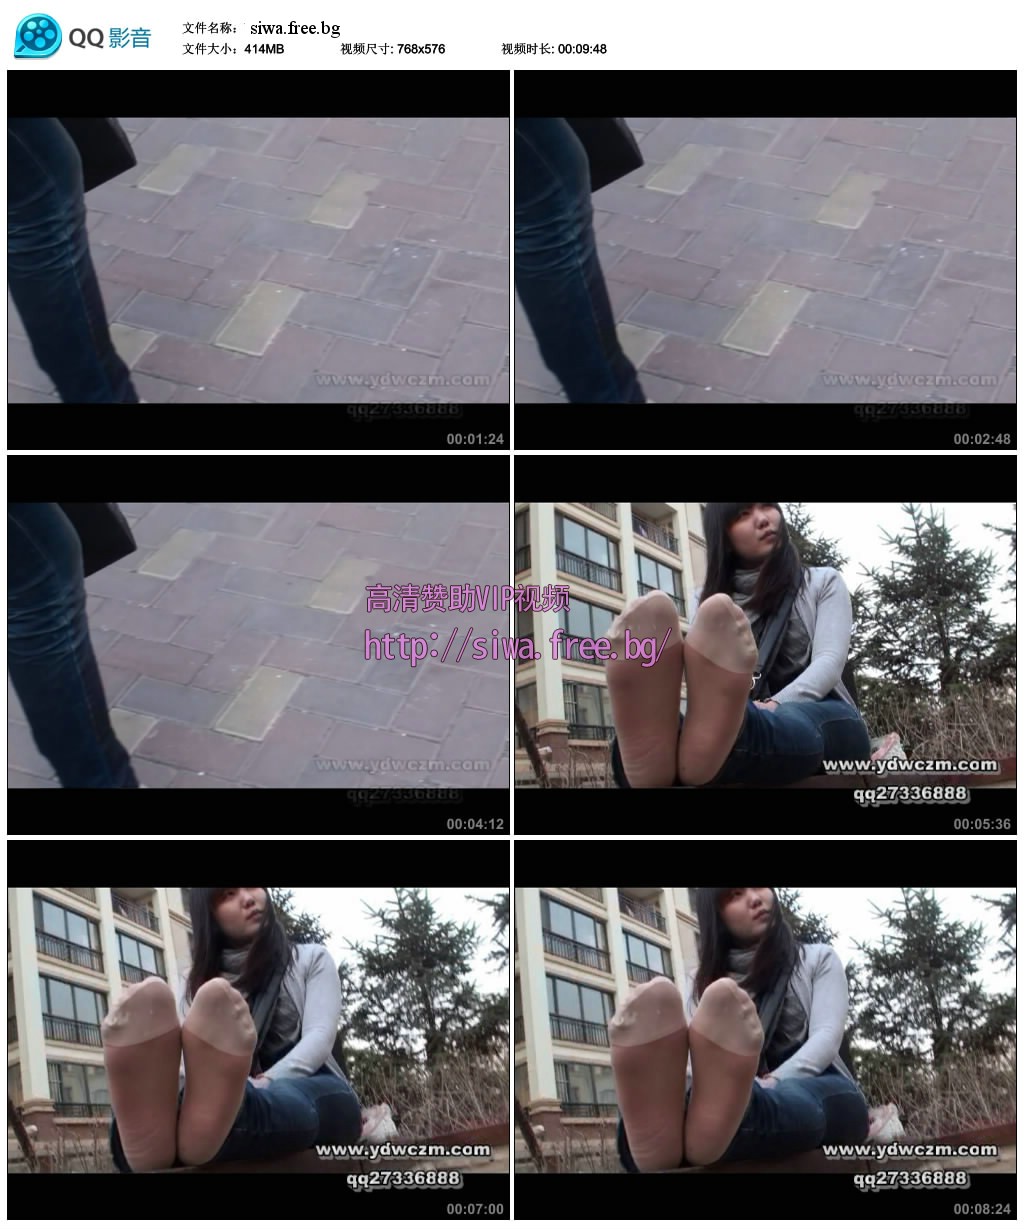 QQ影音
文件名称： siwa.free.bg
文件大小：414MB 视频尺寸: 768x576 视频时长: 00:09:48
www.ydwczm.com
qq27336888
00:01:24
www.ydwczm.com
qq27336888
00:02:48
www.ydwczm.com
qq27336888
00:04:12
高清赞助VIP视频
http://siwa.free.bg/
www.ydwczm.com
qq27336888
00:05:36
www.ydwczm.com
qq27336888
00:07:00
www.ydwczm.com
qq27336888
00:08:24